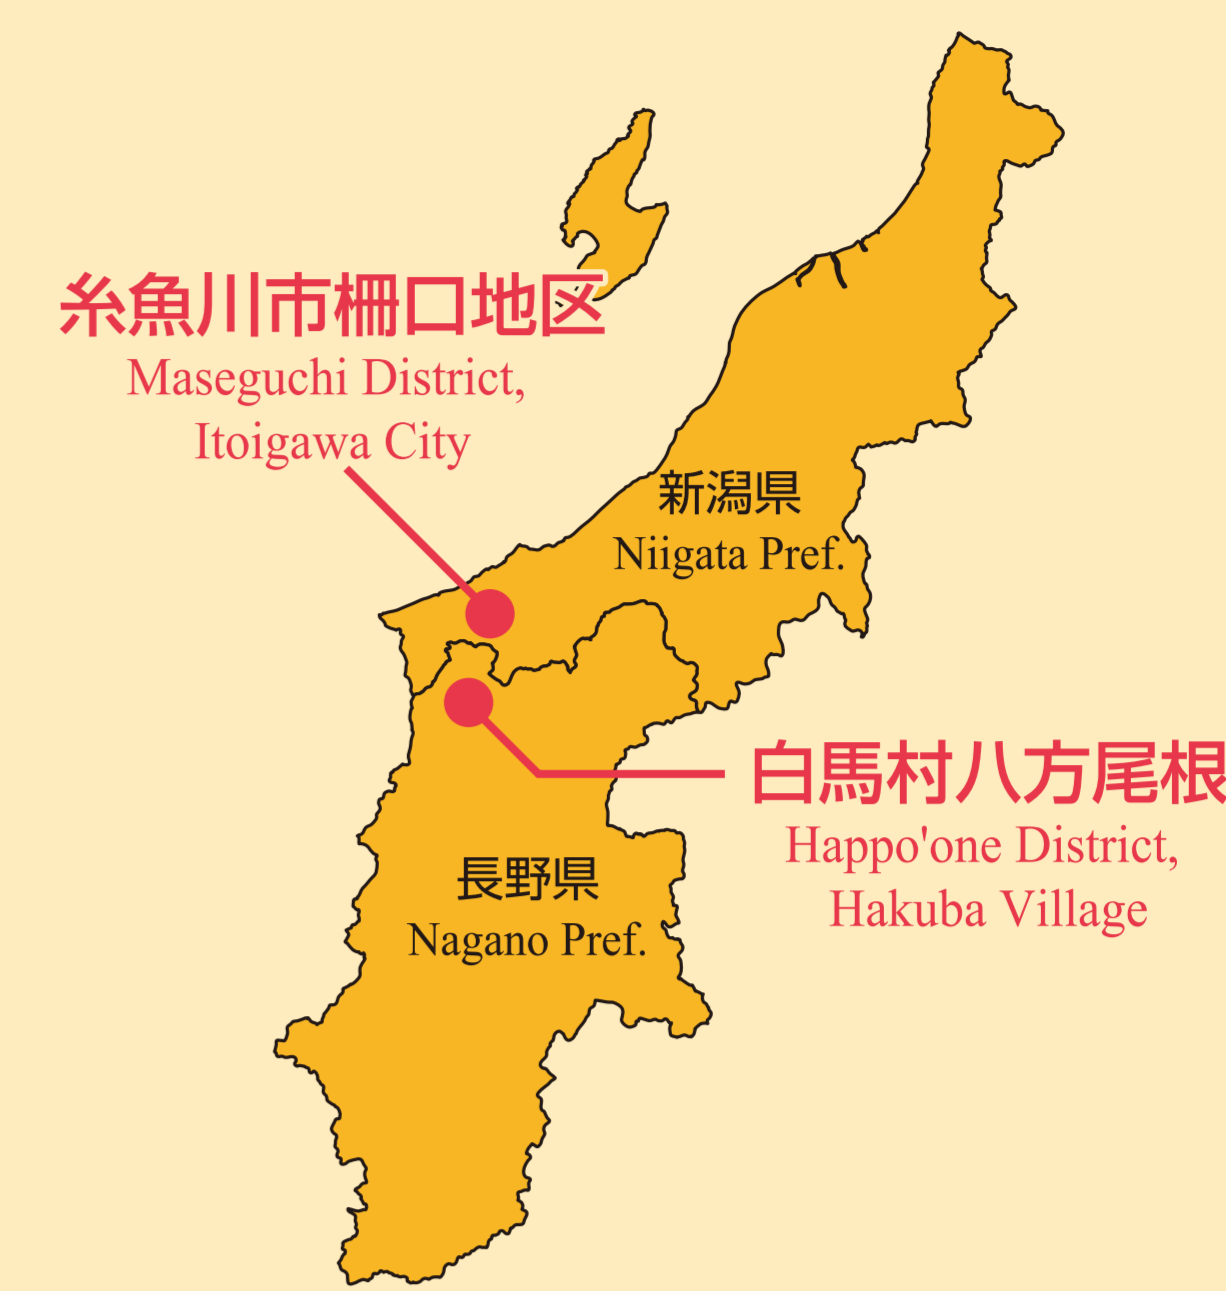 糸魚川市柵口地区
Maseguchi District,
Itoigawa City
新潟県
Niigata Pref.
白馬村八方尾根
Happo'one District,
Hakuba Village
長野県
Nagano Pref.